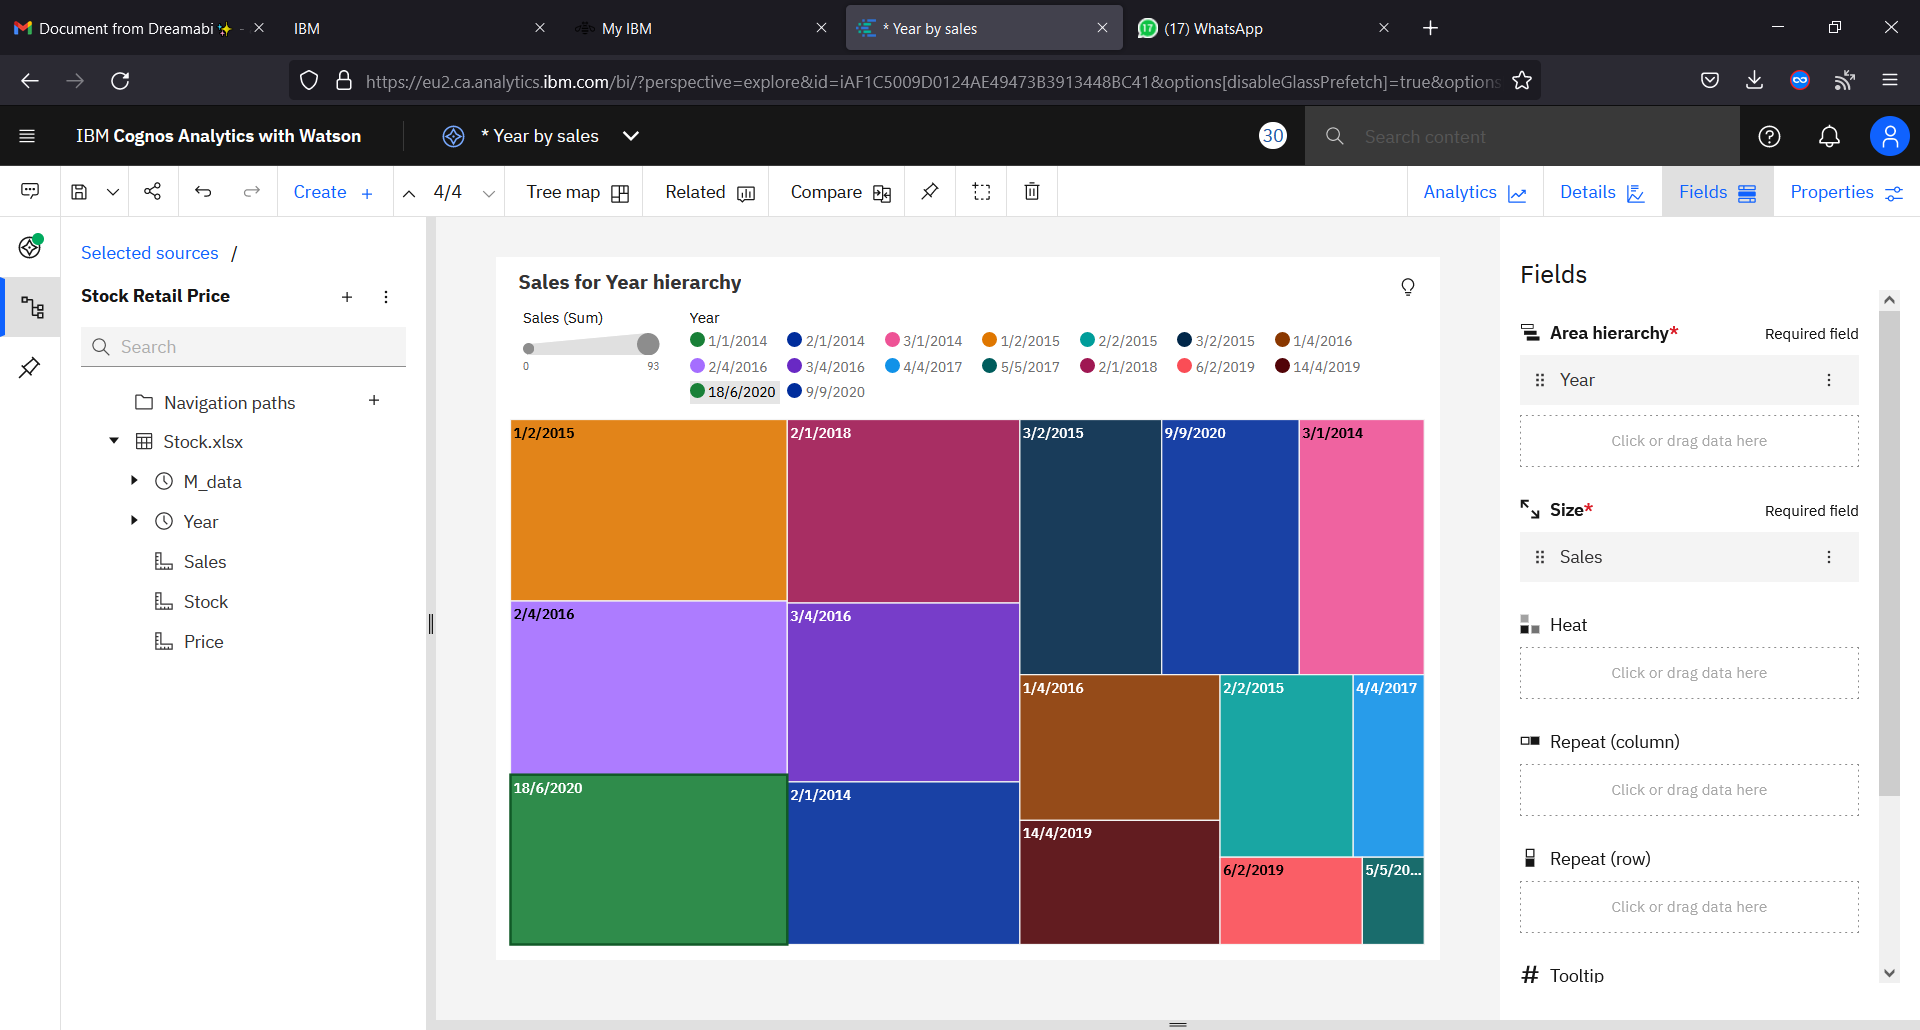 Document from Dreamabi✨ -
IBM
My IBM
* Year by sales
17
(17) WhatsApp
https://eu2.ca.analytics.ibm.com/bi/?perspective=explore&id=iAF1C5009D0124AE49473B3913448BC41&options[disableGlassPrefetch]=true&options
IBM Cognos Analytics with Watson
* Year by sales
30
Search content
Create +
4/4
Tree map
Related
Compare
Analytics
Details
Fields
Properties
Selected sources /
Stock Retail Price
Search
Navigation paths
Stock.xlsx
M_data
Year
Sales
Stock
Price
Sales for Year hierarchy
Sales (Sum)
0
93
Year
1/1/2014 2/1/2014 3/1/2014 1/2/2015 2/2/2015 3/2/2015 1/4/2016
2/4/2016 3/4/2016 4/4/2017 5/5/2017 2/1/2018 6/2/2019 14/4/2019
18/6/2020 9/9/2020
1/2/2015
2/1/2018
3/2/2015
9/9/2020
3/1/2014
2/4/2016
3/4/2016
1/4/2016
2/2/2015
4/4/2017
18/6/2020
2/1/2014
14/4/2019
6/2/2019
5/5/20...
Fields
Area hierarchy* Required field
Year
Click or drag data here
Size* Required field
Sales
Heat
Click or drag data here
Repeat (column)
Click or drag data here
Repeat (row)
Click or drag data here
# Tooltip